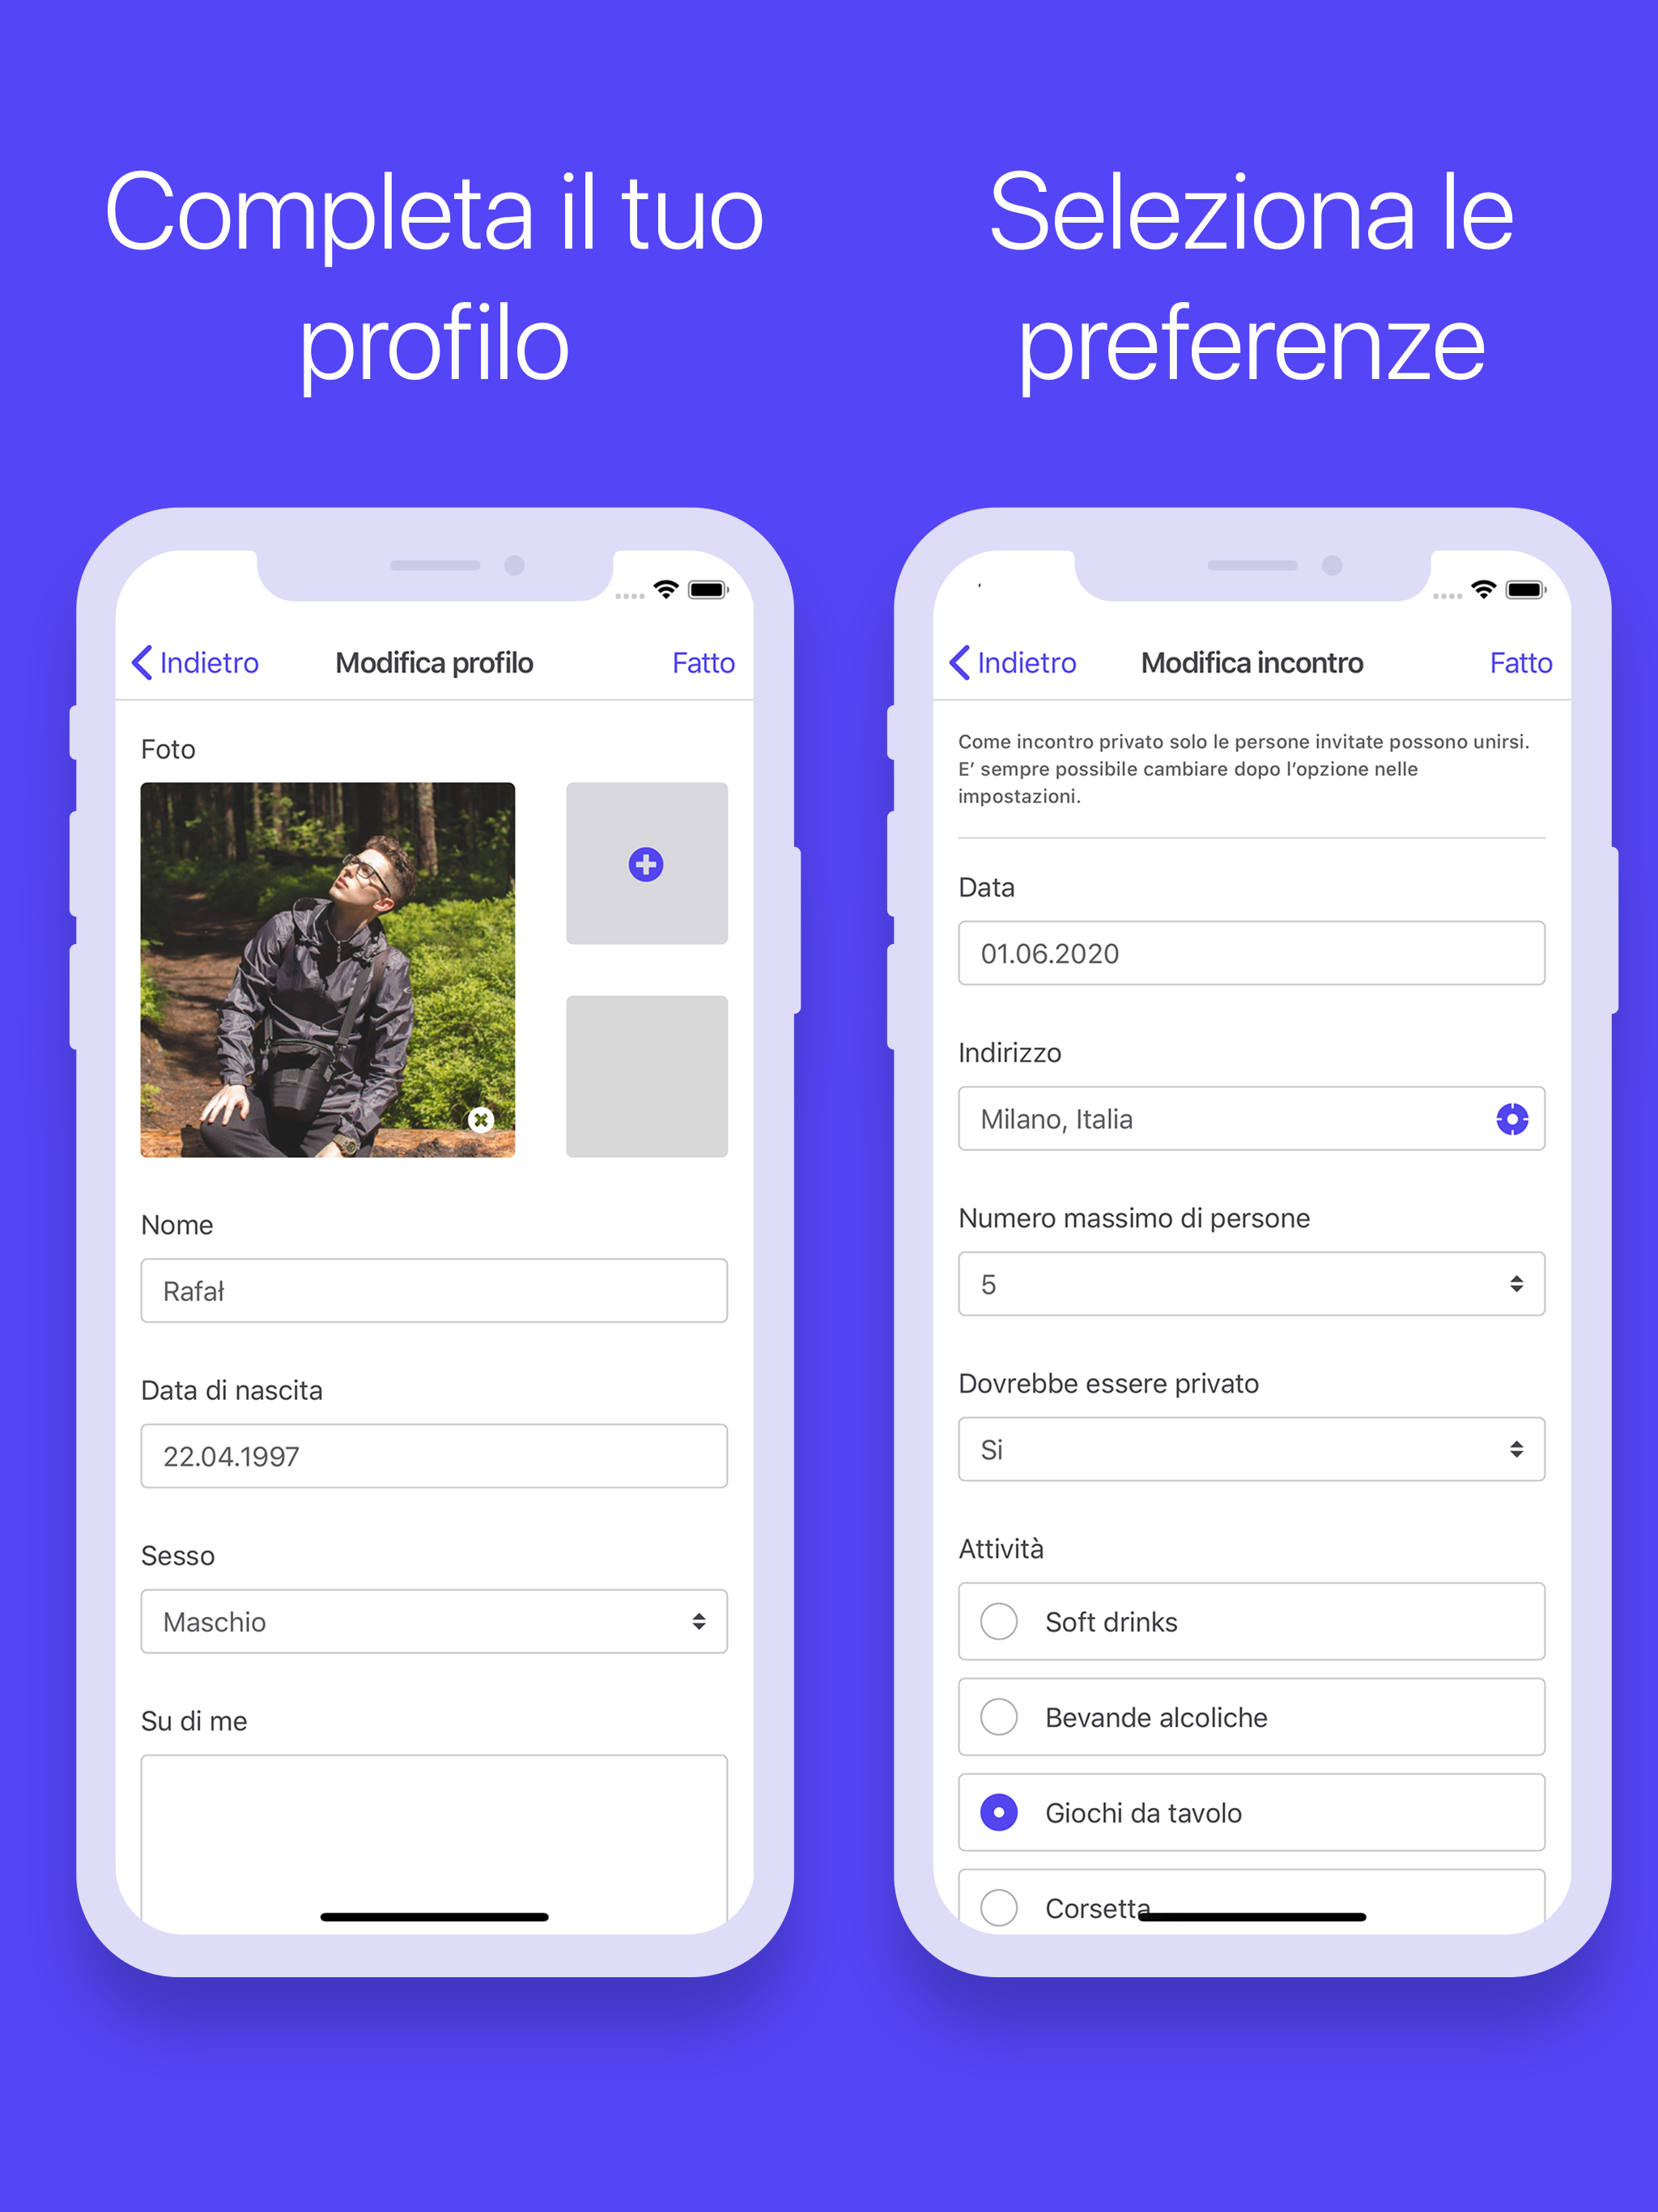 Completa il tuo
profilo
Indietro
Modifica profilo
Fatto
Foto
Nome
Rafał
Data di nascita
22.04.1997
Sesso
Maschio
Su di me
Seleziona le
preferenze
Indietro
Modifica incontro
Fatto
Come incontro privato solo le persone invitate possono unirsi.
E’ sempre possibile cambiare dopo l’opzione nelle
impostazioni.
Data
01.06.2020
Indirizzo
Milano, Italia
Numero massimo di persone
5
Dovrebbe essere privato
Si
Attività
Soft drinks
Bevande alcoliche
Giochi da tavolo
Corsetta